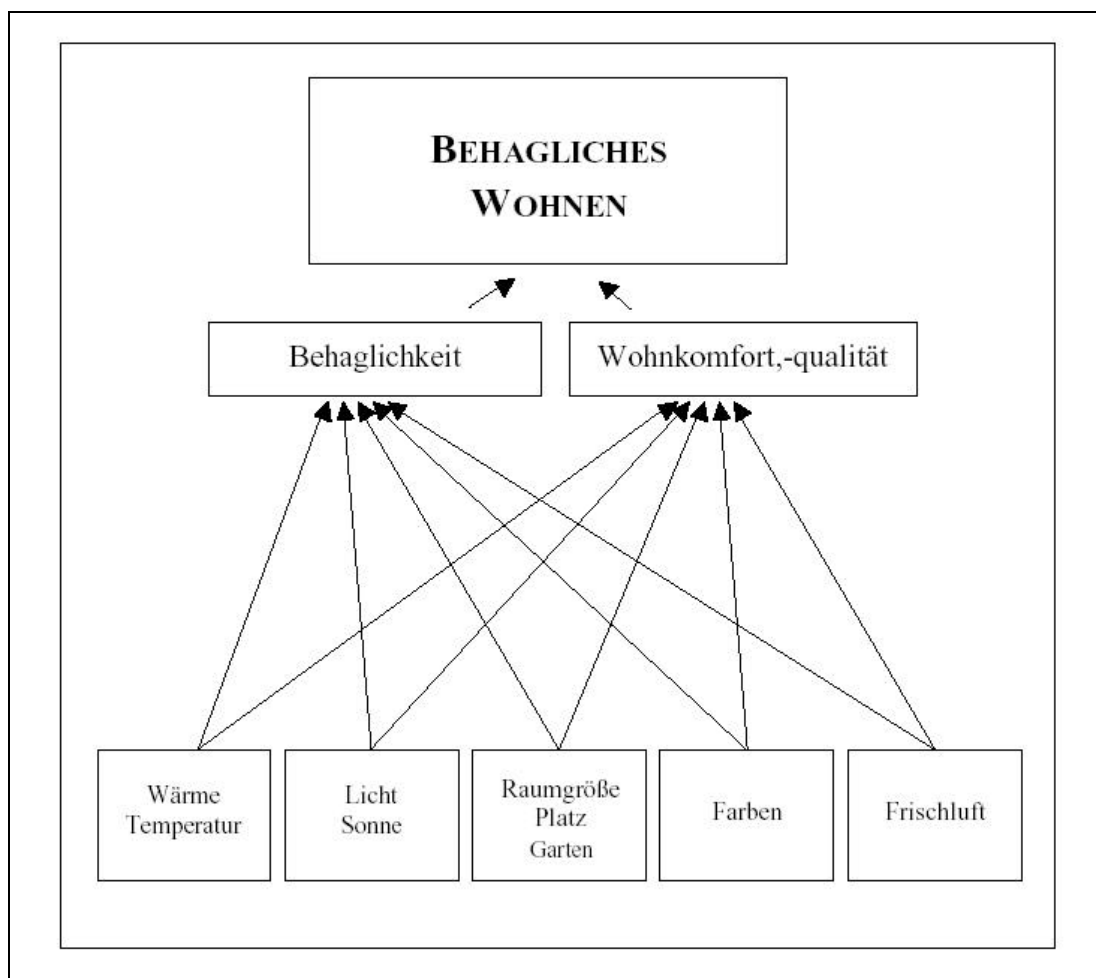 BEHAGLICHES
WOHNEN
Behaglichkeit
Wohnkomfort,-qualität
Wärme
Temperatur
Licht
Sonne
Raumgröße
Platz
Garten
Farben
Frischluft